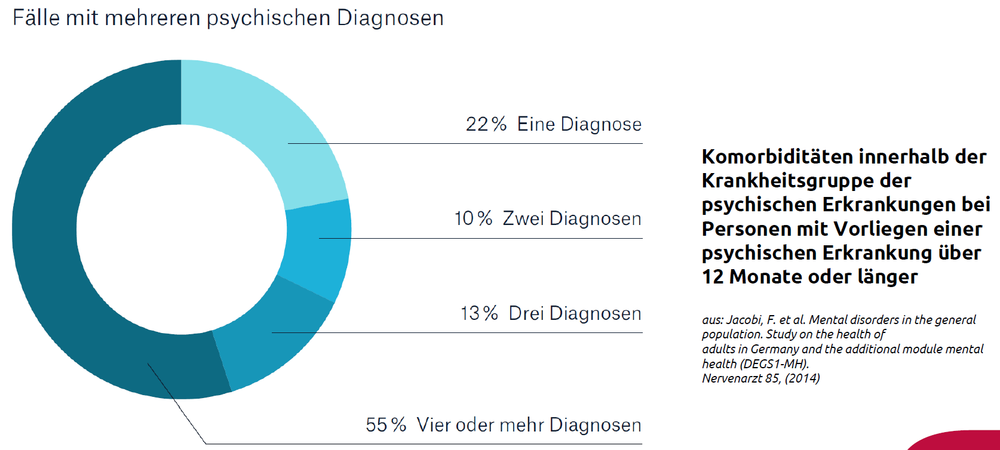 Fälle mit mehreren psychischen Diagnosen
22 % Eine Diagnose
10 % Zwei Diagnosen
13 % Drei Diagnosen
55 % Vier oder mehr Diagnosen
Komorbiditäten innerhalb der
Krankheitsgruppe der
psychischen Erkrankungen bei
Personen mit Vorliegen einer
psychischen Erkrankung über
12 Monate oder länger
aus: Jacobi, F. et al. Mental disorders in the general
population. Study on the health of
adults in Germany and the additional module mental
health (DEGS1-MH).
Nervenarzt 85, (2014)